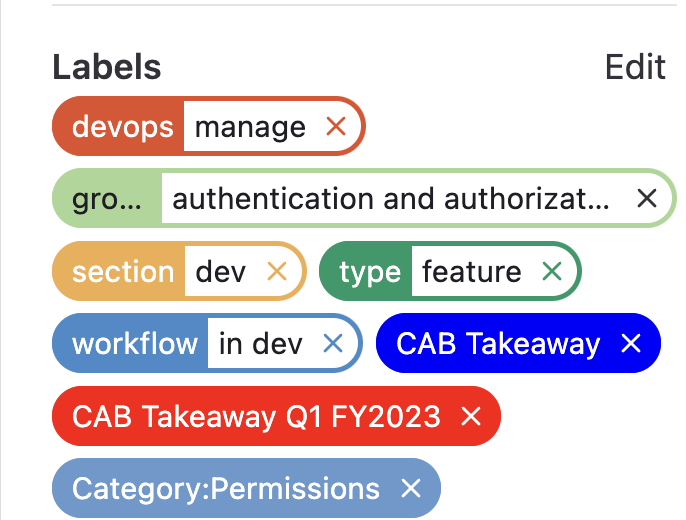 Labels Edit
devops manage
gro... authentication and authorizat...
section dev type feature
workflow in dev CAB Takeaway
CAB Takeaway Q1 FY2023
Category:Permissions